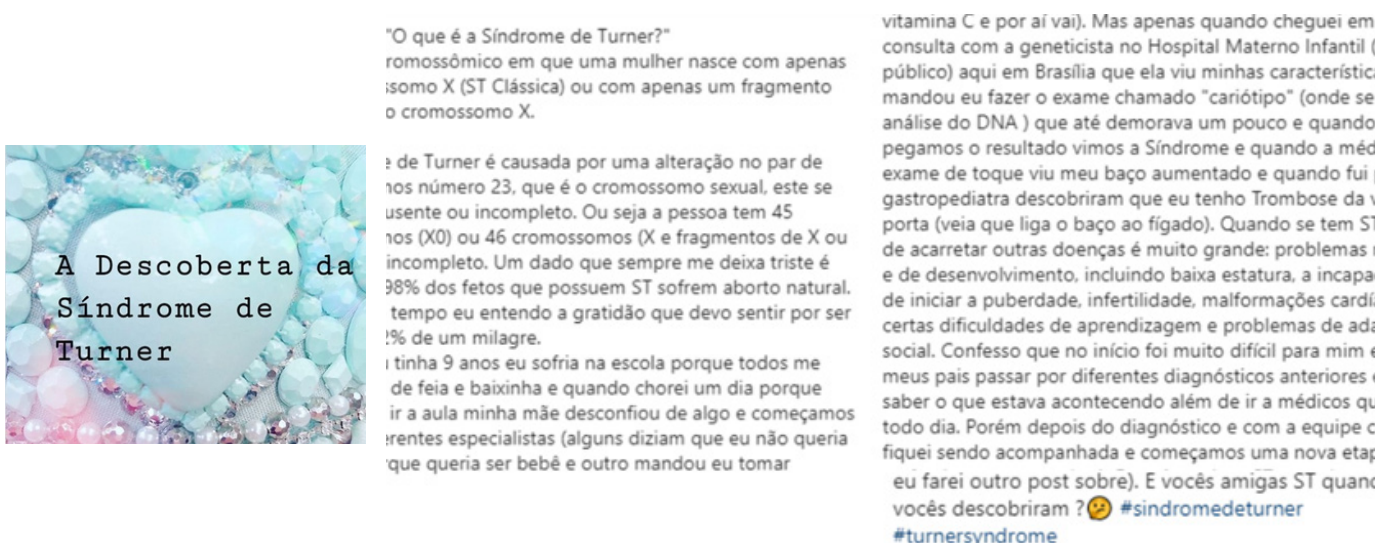 A Descoberta da
Síndrome de
Turner
"O que é a Síndrome de Turner?"
romossômico em que uma mulher nasce com apenas
ssomo X (ST Clássica) ou com apenas um fragmento
o cromossomo X.
e de Turner é causada por uma alteração no par de
nos número 23, que é o cromossomo sexual, este se
usente ou incompleto. Ou seja a pessoa tem 45
nos (X0) ou 46 cromossomos (X e fragmentos de X ou
incompleto. Um dado que sempre me deixa triste é
98% dos fetos que possuem ST sofrem aborto natural.
tempo eu entendo a gratidão que devo sentir por ser
2% de um milagre.
tinha 9 anos eu sofria na escola porque todos me
de feia e baixinha e quando chorei um dia porque
ir a aula minha mãe desconfiou de algo e começamos
erentes especialistas (alguns diziam que eu não queria
rque queria ser bebê e outro mandou eu tomar
vitamina C e por aí vai). Mas apenas quando cheguei em
consulta com a geneticista no Hospital Materno Infantil (
público) aqui em Brasília que ela viu minhas característica
mandou eu fazer o exame chamado "cariótipo" (onde se
análise do DNA ) que até demorava um pouco e quando
pegamos o resultado vimos a Síndrome e quando a méd
exame de toque viu meu baço aumentado e quando fui
gastropediatra descobriram que eu tenho Trombose da v
porta (veia que liga o baço ao fígado). Quando se tem ST
de acarretar outras doenças é muito grande: problemas
e de desenvolvimento, incluindo baixa estatura, a incapa
de iniciar a puberdade, infertilidade, malformações cardí
certas dificuldades de aprendizagem e problemas de ada
social. Confesso que no início foi muito difícil para mim e
meus pais passar por diferentes diagnósticos anteriores
saber o que estava acontecendo além de ir a médicos qu
todo dia. Porém depois do diagnóstico e com a equipe
fiquei sendo acompanhada e começamos uma nova etap
eu farei outro post sobre). E vocês amigas ST quand
vocês descobriram ?🤔 #sindromedeturner
#turnersyndrome